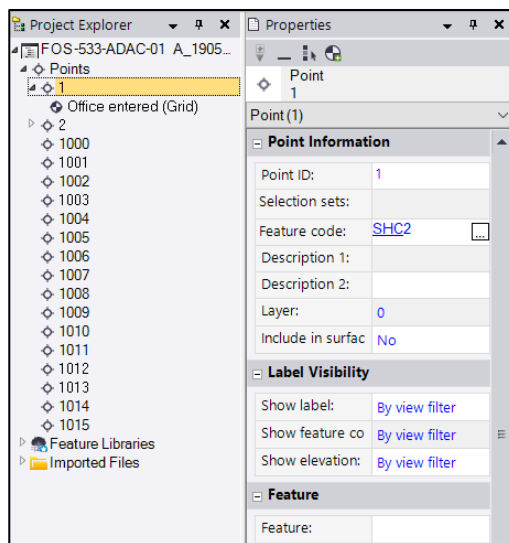 Project Explorer
FOS-533-ADAC-01 A_1905...
Points
1
Office entered (Grid)
2
1000
1001
1002
1003
1004
1005
1006
1007
1008
1009
1010
1011
1012
1013
1014
1015
Feature Libraries
Imported Files
Properties
Point
1
Point (1)
Point Information
Point ID: 1
Selection sets:
Feature code: SHC2 ...
Description 1:
Description 2:
Layer: 0
Include in surfac No
Label Visibility
Show label: By view filter
Show feature co By view filter
Show elevation: By view filter
Feature
Feature: